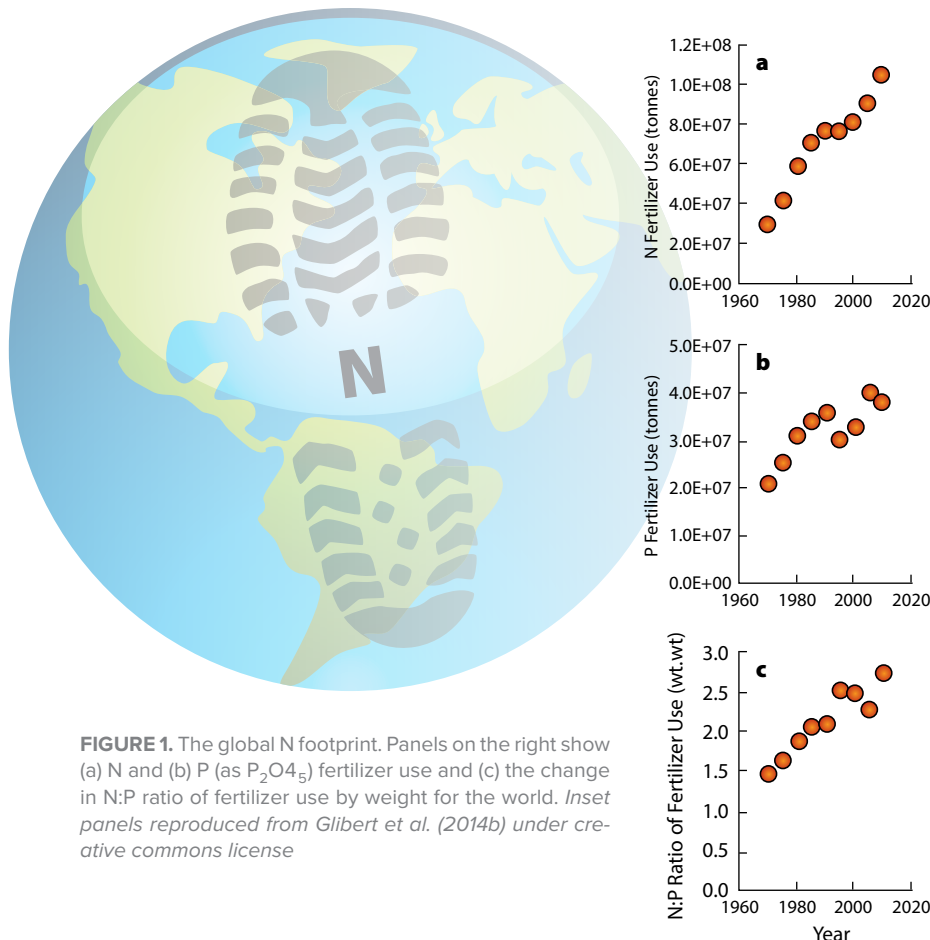 a
N Fertilizer Use (tonnes)
1.2E+08
1.0E+08
8.0E+07
6.0E+07
4.0E+07
2.0E+07
0.0E+00
1960 1980 2000 2020
N
b
P Fertilizer Use (tonnes)
5.0E+07
4.0E+07
3.0E+07
2.0E+07
1.0E+07
0.0E+00
1960 1980 2000 2020
c
N:P Ratio of Fertilizer Use (wt.wt)
3.0
2.5
2.0
1.5
1.0
0.5
0.0
1960 1980 2000 2020
Year
FIGURE 1. The global N footprint. Panels on the right show
(a) N and (b) P (as P₂O4₅) fertilizer use and (c) the change
in N:P ratio of fertilizer use by weight for the world. Inset
panels reproduced from Glibert et al. (2014b) under cre-
ative commons license